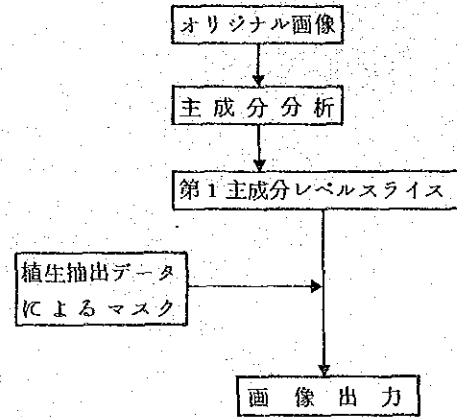 オリジナル画像
主成分分析
第1主成分レベルスライス
植生抽出データ
によるマスク
画像出力